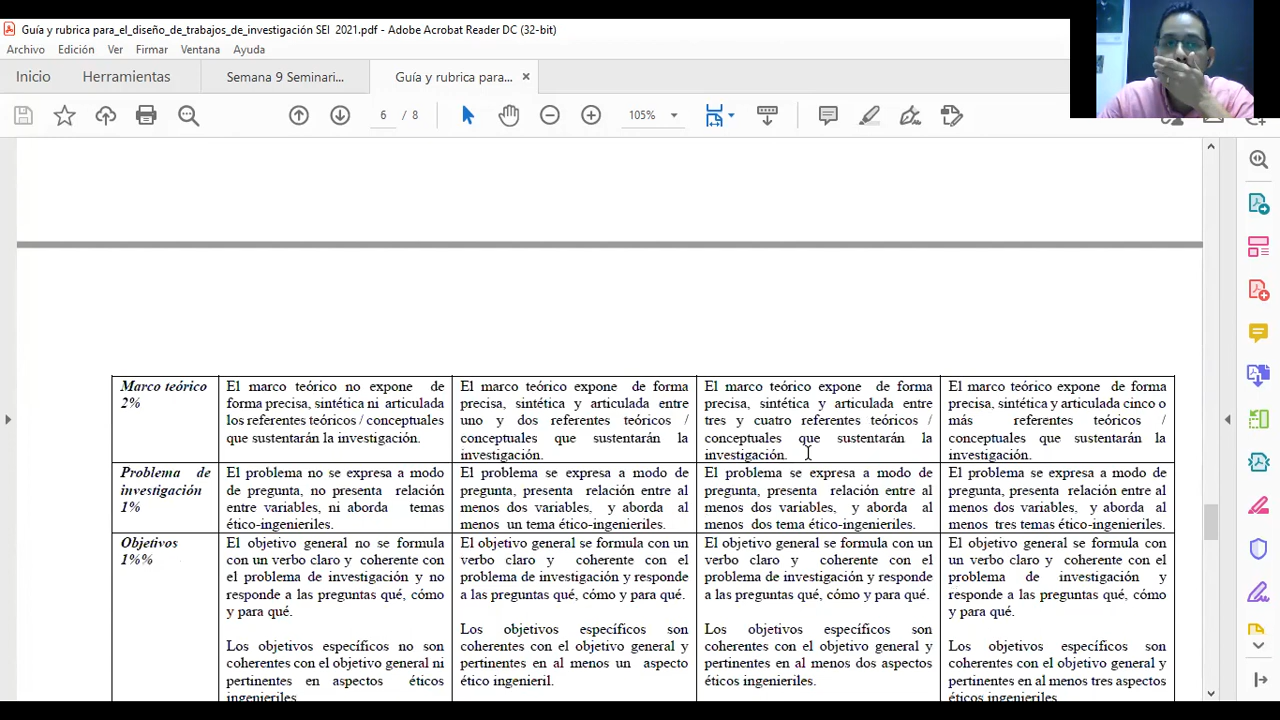 Guía y rubrica para_el_diseño_de_trabajos_de_investigación SEI 2021.pdf - Adobe Acrobat Reader DC (32-bit)
Archivo Edición Ver Firmar Ventana Ayuda
Inicio Herramientas Semana 9 Seminari... Guía y rubrica para... ×
6 / 8 105%
Marco teórico
2%
El marco teórico no expone de
forma precisa, sintética ni articulada
los referentes teóricos / conceptuales
que sustentarán la investigación.
El marco teórico expone de forma
precisa, sintética y articulada entre
uno y dos referentes teóricos /
conceptuales que sustentarán la
investigación.
El marco teórico expone de forma
precisa, sintética y articulada entre
tres y cuatro referentes teóricos /
conceptuales que sustentarán la
investigación.
El marco teórico expone de forma
precisa, sintética y articulada cinco o
más referentes teóricos /
conceptuales que sustentarán la
investigación.
Problema de
investigación
1%
El problema no se expresa a modo
de pregunta, no presenta relación
entre variables, ni aborda temas
ético-ingenieriles.
El problema se expresa a modo de
pregunta, presenta relación entre al
menos dos variables, y aborda al
menos un tema ético-ingenieriles.
El problema se expresa a modo de
pregunta, presenta relación entre al
menos dos variables, y aborda al
menos dos tema ético-ingenieriles.
El problema se expresa a modo de
pregunta, presenta relación entre al
menos dos variables, y aborda al
menos tres temas ético-ingenieriles.
Objetivos
1%%
El objetivo general no se formula
con un verbo claro y coherente con
el problema de investigación y no
responde a las preguntas qué, cómo
y para qué.
Los objetivos específicos no son
coherentes con el objetivo general ni
pertinentes en aspectos éticos
ingenieriles
El objetivo general se formula con un
verbo claro y coherente con el
problema de investigación y responde
a las preguntas qué, cómo y para qué.
Los objetivos específicos son
coherentes con el objetivo general y
pertinentes en al menos un aspecto
ético ingenieril.
El objetivo general se formula con un
verbo claro y coherente con el
problema de investigación y responde
a las preguntas qué, cómo y para qué.
Los objetivos específicos son
coherentes con el objetivo general y
pertinentes en al menos dos aspectos
éticos ingenieriles.
El objetivo general se formula con
un verbo claro y coherente con el
problema de investigación y
responde a las preguntas qué, cómo
y para qué.
Los objetivos específicos son
coherentes con el objetivo general y
pertinentes en al menos tres aspectos
éticos ingenieriles